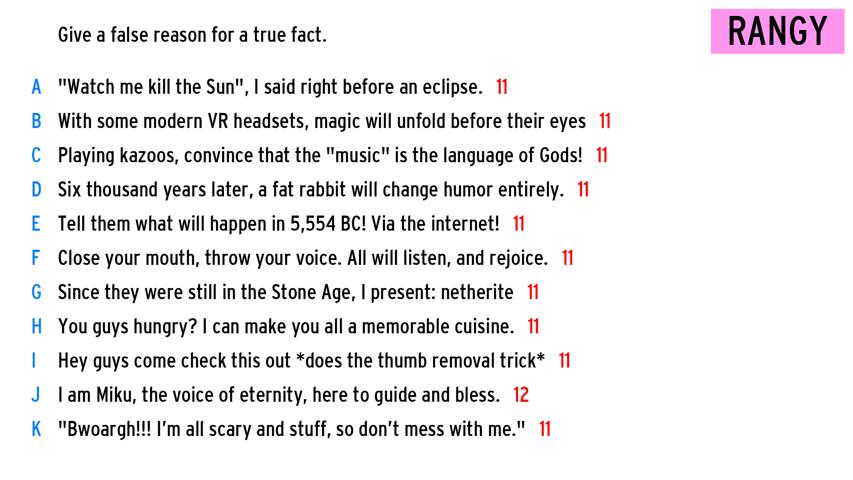 Give a false reason for a true fact.
RANGY
A "Watch me kill the Sun", I said right before an eclipse. 11
B With some modern VR headsets, magic will unfold before their eyes 11
C Playing kazoos, convince that the "music" is the language of Gods! 11
D Six thousand years later, a fat rabbit will change humor entirely. 11
E Tell them what will happen in 5,554 BC! Via the internet! 11
F Close your mouth, throw your voice. All will listen, and rejoice. 11
G Since they were still in the Stone Age, I present: netherite 11
H You guys hungry? I can make you all a memorable cuisine. 11
I Hey guys come check this out *does the thumb removal trick* 11
J I am Miku, the voice of eternity, here to guide and bless. 12
K "Bwoargh!!! I'm all scary and stuff, so don't mess with me." 11